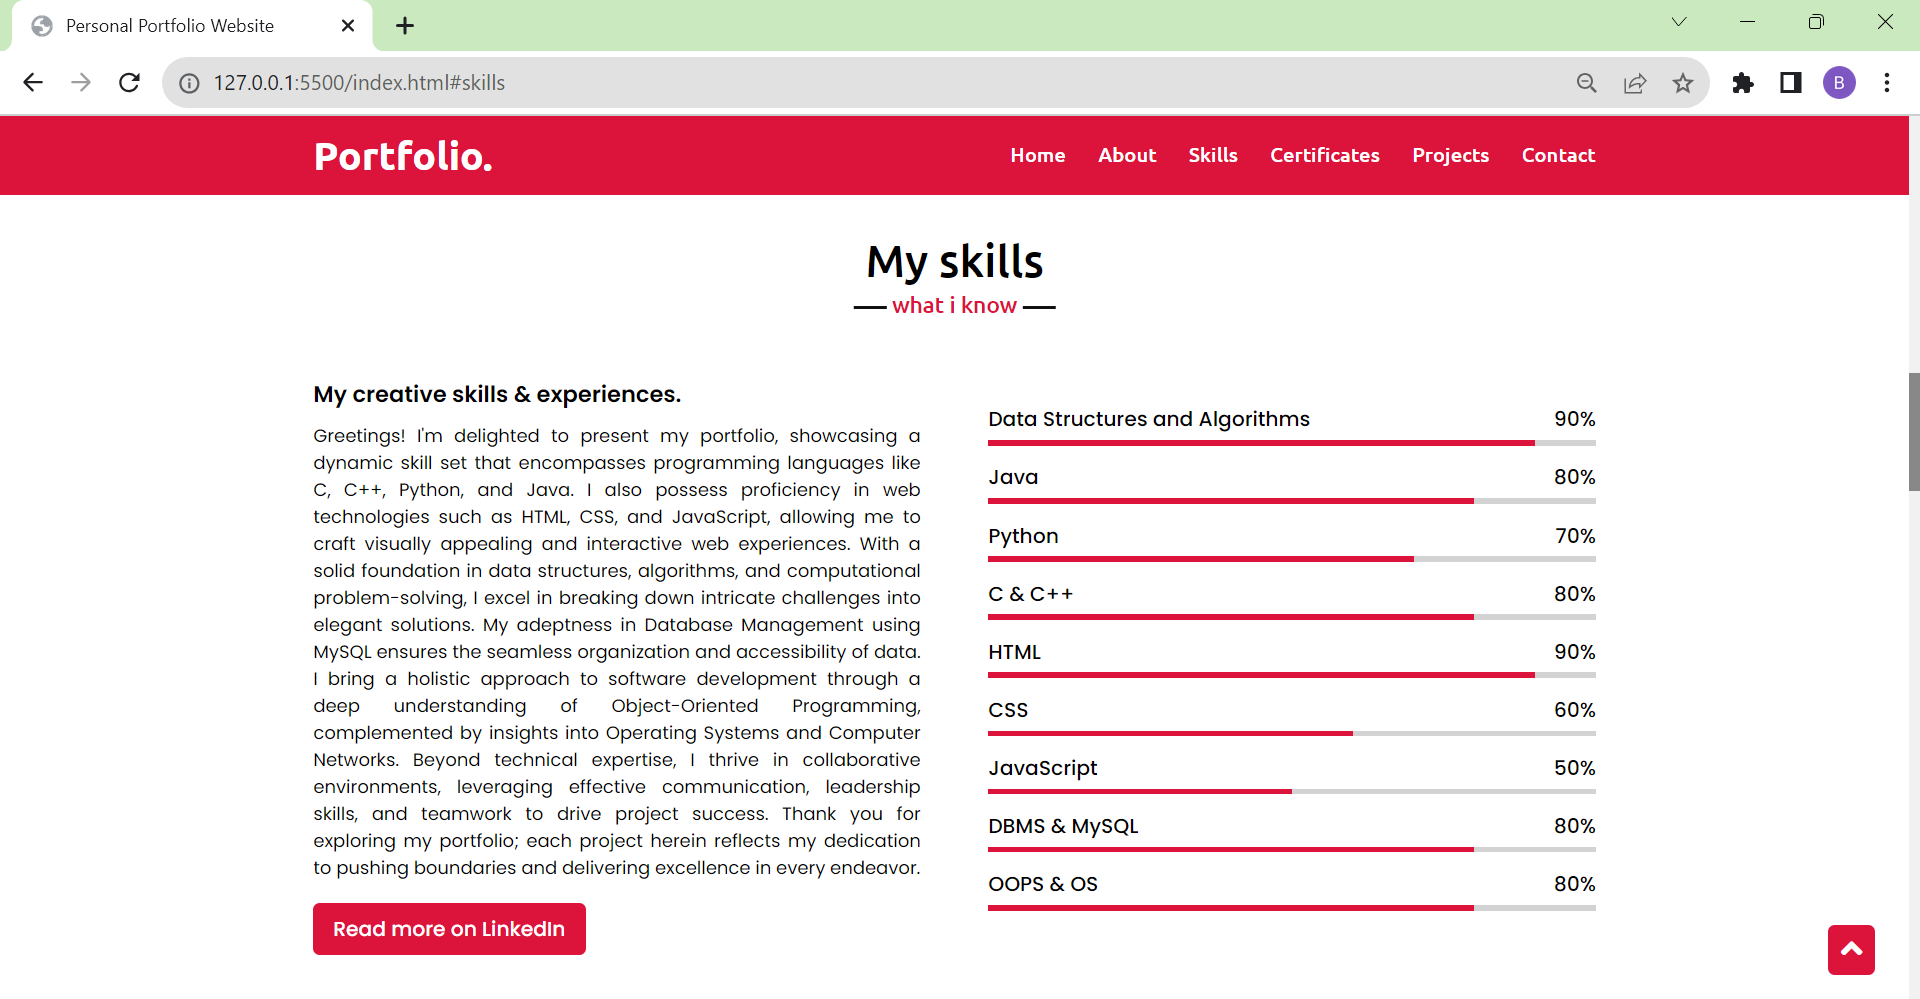 Personal Portfolio Website
127.0.0.1:5500/index.html#skills
B
Portfolio.
Home About Skills Certificates Projects Contact
My skills
what i know
My creative skills & experiences.
Greetings! I'm delighted to present my portfolio, showcasing a
dynamic skill set that encompasses programming languages like
C, C++, Python, and Java. I also possess proficiency in web
technologies such as HTML, CSS, and JavaScript, allowing me to
craft visually appealing and interactive web experiences. With a
solid foundation in data structures, algorithms, and computational
problem-solving, I excel in breaking down intricate challenges into
elegant solutions. My adeptness in Database Management using
MySQL ensures the seamless organization and accessibility of data.
I bring a holistic approach to software development through a
deep understanding of Object-Oriented Programming,
complemented by insights into Operating Systems and Computer
Networks. Beyond technical expertise, I thrive in collaborative
environments, leveraging effective communication, leadership
skills, and teamwork to drive project success. Thank you for
exploring my portfolio; each project herein reflects my dedication
to pushing boundaries and delivering excellence in every endeavor.
Read more on LinkedIn
Data Structures and Algorithms 90%
Java 80%
Python 70%
C & C++ 80%
HTML 90%
CSS 60%
JavaScript 50%
DBMS & MySQL 80%
OOPS & OS 80%